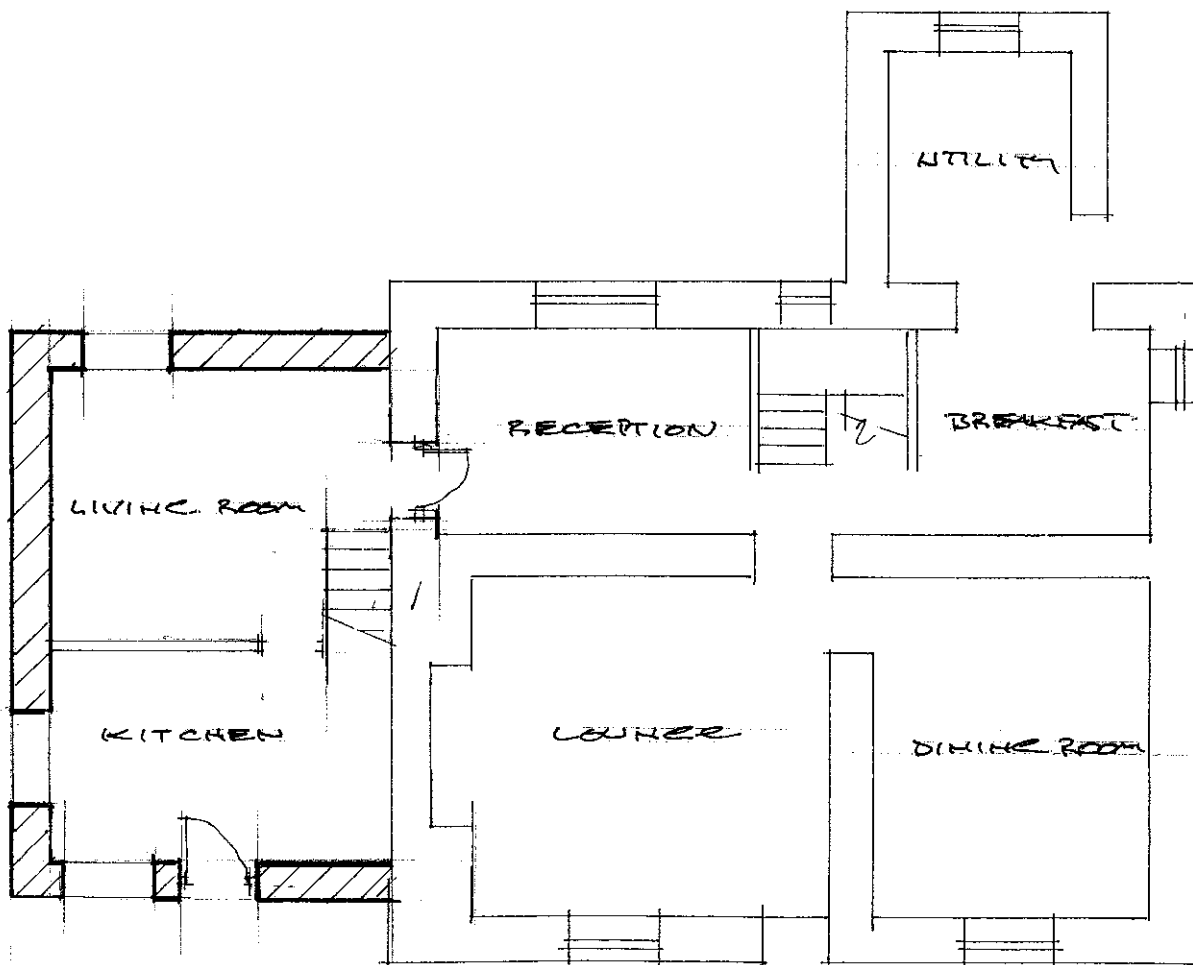 UTILITY
RECEPTION
BREAKFAST
LIVING ROOM
KITCHEN
LOUNGE
DINING ROOM